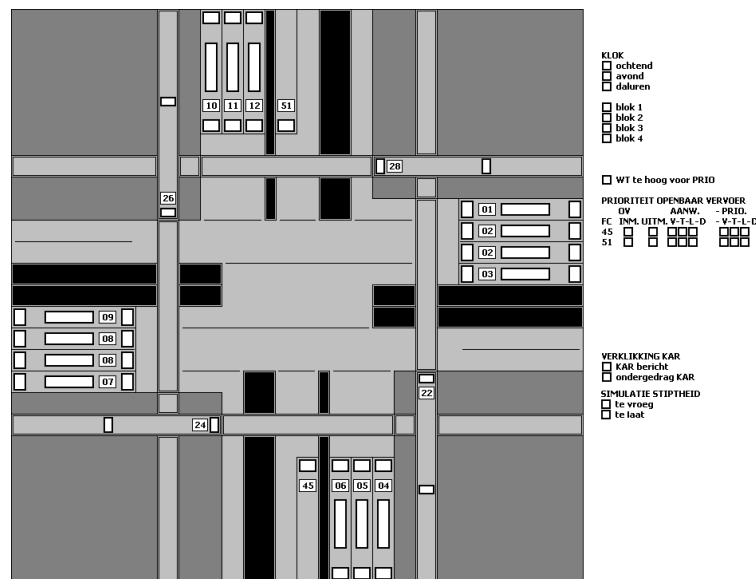 KLOK
ochtend
avond
daluren
10 11 12 51
blok 1
blok 2
blok 3
blok 4
28
WT te hoog voor PRIO
26
PRIORITEIT OPENBAAR VERVOER
01
OV AANW. - PRIO.
FC INM. UITM. V-T-L-D - V-T-L-D
02
45
51
02
03
09
08
08
VERKLIKKING KAR
KAR bericht
07
ondergedrag KAR
22
SIMULATIE STIPTHEID
te vroeg
te laat
24
45 06 05 04